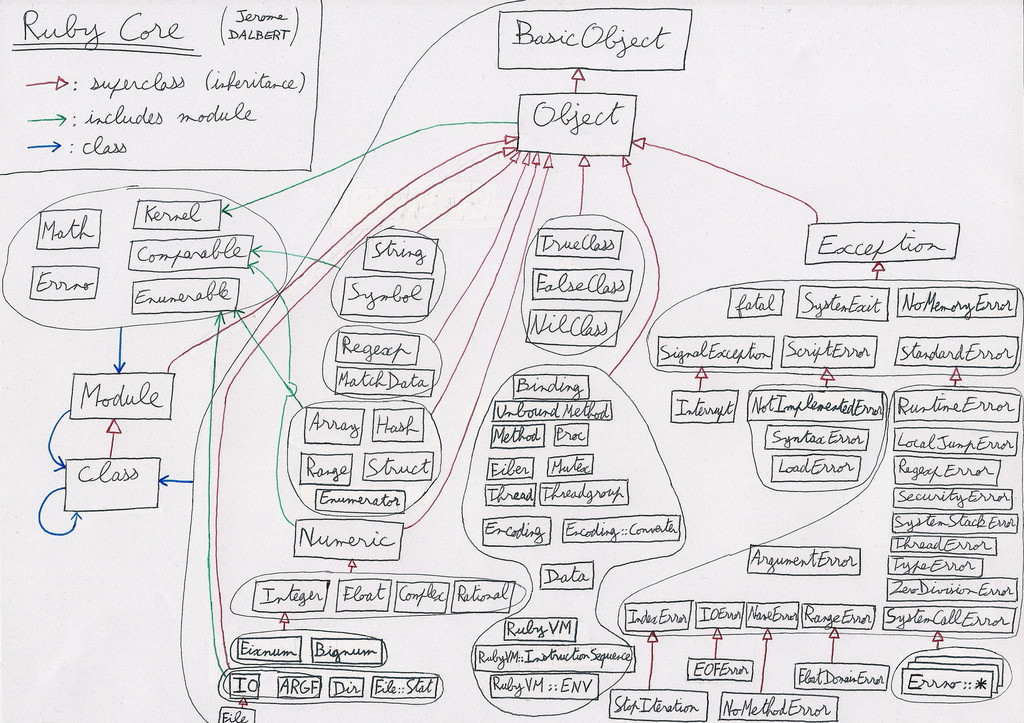 Ruby Core
(Jerome
DALBERT)
: superclass (inheritance)
: includes module
: class
BasicObject
Object
Math
Kernel
Comparable
Errno
Enumerable
String
Symbol
TrueClass
FalseClass
NilClass
Exception
fatal
SystemExit
NoMemoryError
SignalException
ScriptError
StandardError
Regexp
MatchData
Module
Class
Array
Hash
Range
Struct
Enumerator
Binding
Unbound Method
Method
Proc
Fiber
Mutex
Thread
Threadgroup
Encoding
Encoding::Converter
Interrupt
NotImplementedError
SyntaxError
LoadError
RuntimeError
LocalJumpError
RegexpError
SecurityError
SystemStackError
ThreadError
TypeError
ZeroDivisionError
SystemCallError
Numeric
Integer
Float
Complex
Rational
Data
ArgumentError
IndexError
IOError
NameError
RangeError
Fixnum
Bignum
RubyVM
RubyVM::InstructionSequence
RubyVM::ENV
IO
ARGF
Dir
File::Stat
File
StopIteration
EOFError
NoMethodError
FloatDomainError
Errno::*